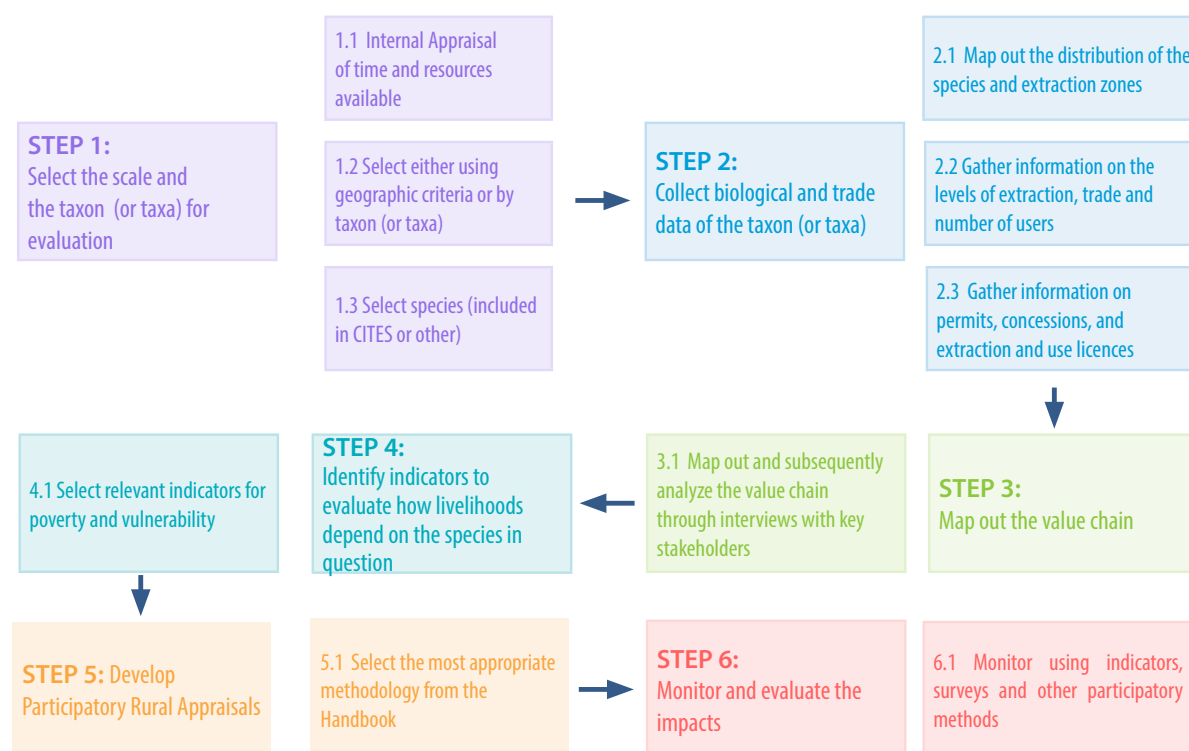 STEP 1:
Select the scale and
the taxon (or taxa) for
evaluation
1.1 Internal Appraisal
of time and resources
available
1.2 Select either using
geographic criteria or by
taxon (or taxa)
1.3 Select species (included
in CITES or other)
STEP 2:
Collect biological and trade
data of the taxon (or taxa)
2.1 Map out the distribution of the
species and extraction zones
2.2 Gather information on the
levels of extraction, trade and
number of users
2.3 Gather information on
permits, concessions, and
extraction and use licences
STEP 3:
Map out the value chain
3.1 Map out and subsequently
analyze the value chain
through interviews with key
stakeholders
STEP 4:
Identify indicators to
evaluate how livelihoods
depend on the species in
question
4.1 Select relevant indicators for
poverty and vulnerability
STEP 5: Develop
Participatory Rural Appraisals
5.1 Select the most appropriate
methodology from the
Handbook
STEP 6:
Monitor and evaluate the
impacts
6.1 Monitor using indicators,
surveys and other participatory
methods